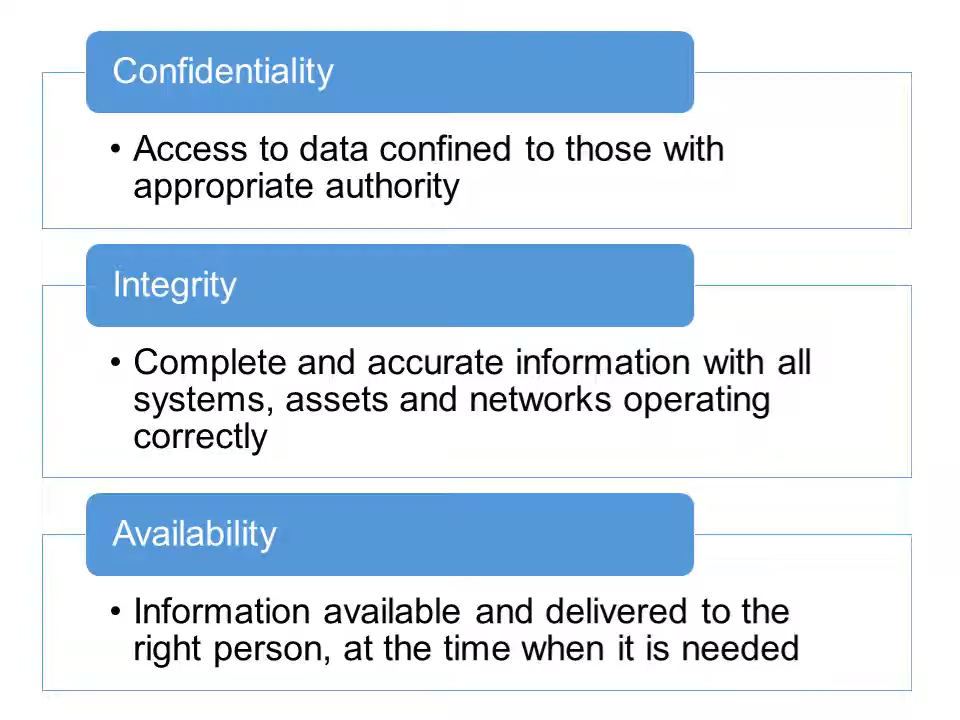 Confidentiality
• Access to data confined to those with
appropriate authority
Integrity
• Complete and accurate information with all
systems, assets and networks operating
correctly
Availability
• Information available and delivered to the
right person, at the time when it is needed